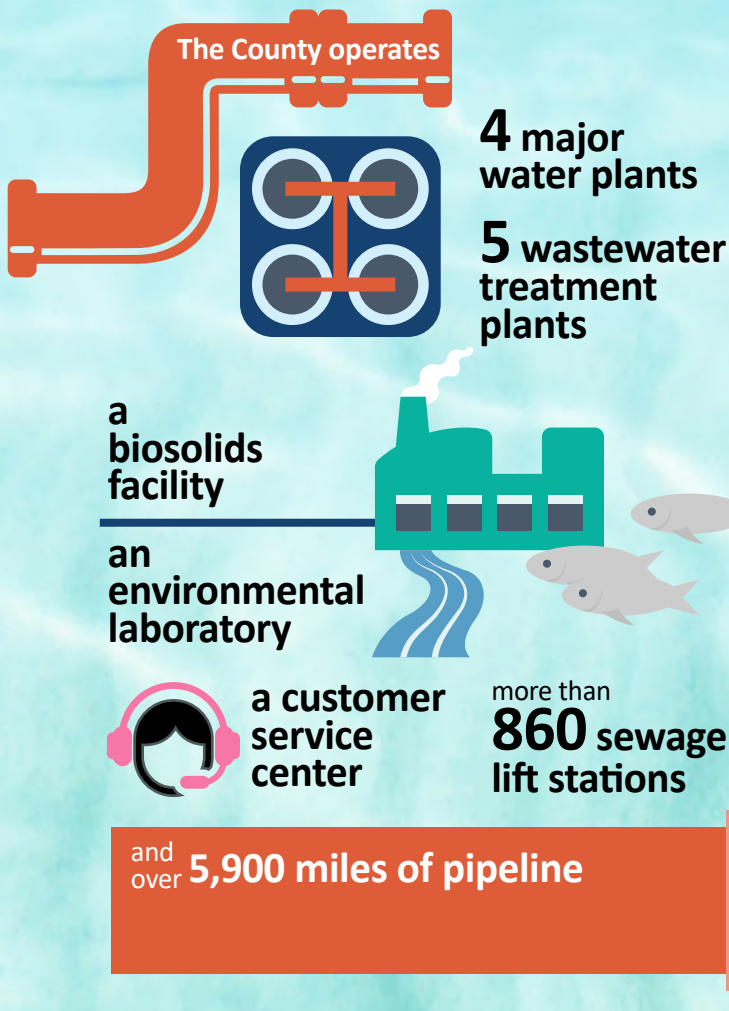 The County operates
4 major
water plants
5 wastewater
treatment
plants
a
biosolids
facility
an
environmental
laboratory
a customer
service
center
more than
860 sewage
lift stations
and
over 5,900 miles of pipeline